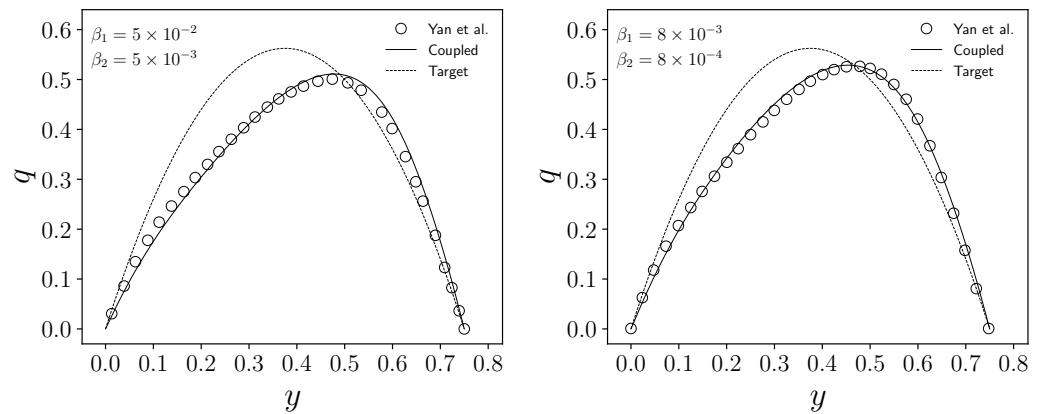 β₁ = 5 × 10⁻²
β₂ = 5 × 10⁻³
Yan et al.
Coupled
Target
0.6
0.5
0.4
0.3
0.2
0.1
0.0
q
0.0 0.1 0.2 0.3 0.4 0.5 0.6 0.7 0.8
y
β₁ = 8 × 10⁻³
β₂ = 8 × 10⁻⁴
Yan et al.
Coupled
Target
0.6
0.5
0.4
0.3
0.2
0.1
0.0
q
0.0 0.1 0.2 0.3 0.4 0.5 0.6 0.7 0.8
y